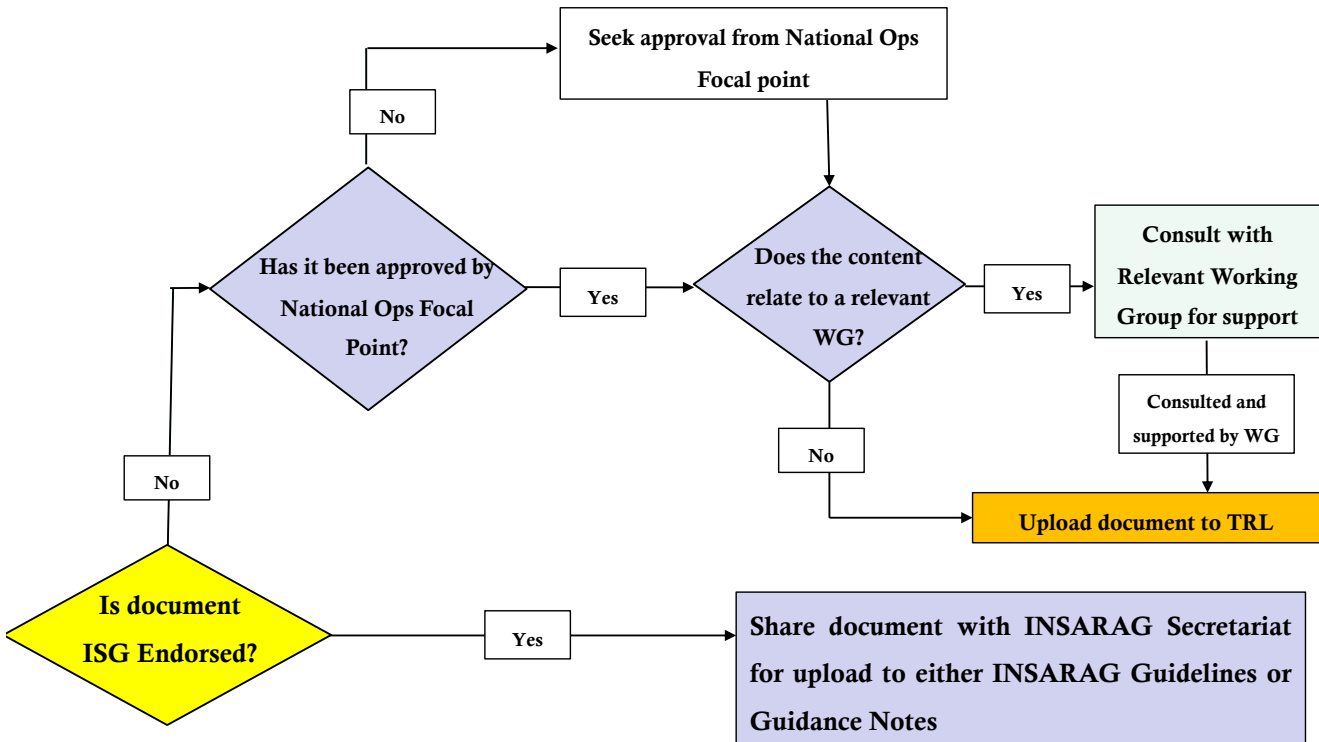 Seek approval from National Ops
Focal point
No
Has it been approved by
National Ops Focal
Point?
Yes
Does the content
relate to a relevant
WG?
Yes
Consult with
Relevant Working
Group for support
Consulted and
supported by WG
No
No
Upload document to TRL
Is document
ISG Endorsed?
Yes
Share document with INSARAG Secretariat
for upload to either INSARAG Guidelines or
Guidance Notes